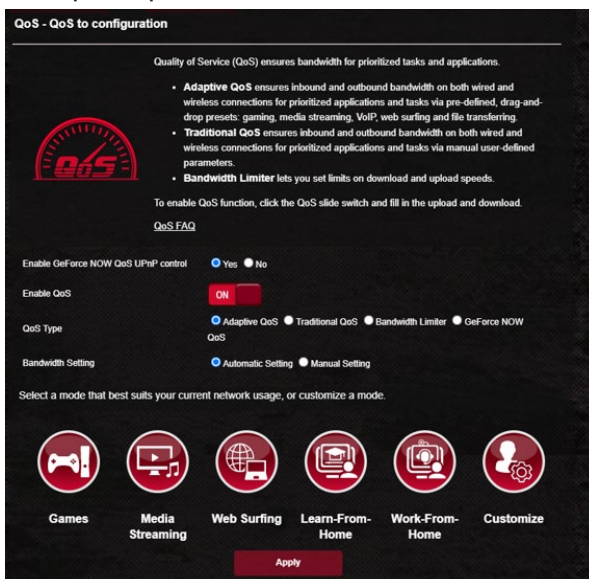 QoS - QoS to configuration
Quality of Service (QoS) ensures bandwidth for prioritized tasks and applications.
• Adaptive QoS ensures inbound and outbound bandwidth on both wired and
wireless connections for prioritized applications and tasks via pre-defined, drag-and-
drop presets: gaming, media streaming, VoIP, web surfing and file transferring.
• Traditional QoS ensures inbound and outbound bandwidth on both wired and
wireless connections for prioritized applications and tasks via manual user-defined
parameters.
• Bandwidth Limiter lets you set limits on download and upload speeds.
QoS
To enable QoS function, click the QoS slide switch and fill in the upload and download.
QoS FAQ
Enable GeForce NOW QoS UPnP control Yes No
Enable QoS ON
QoS Type Adaptive QoS Traditional QoS Bandwidth Limiter GeForce NOW
QoS
Bandwidth Setting Automatic Setting Manual Setting
Select a mode that best suits your current network usage, or customize a mode.
Games Media Web Surfing Learn-From- Work-From- Customize
Streaming Home Home
Apply